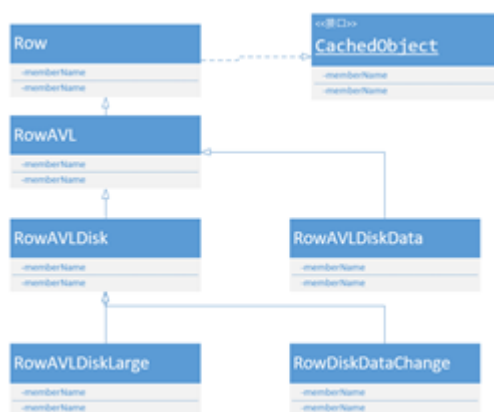 Row
-memberName
-memberName
<<接口>>
CachedObject
-memberName
-memberName
RowAVL
-memberName
-memberName
RowAVLDisk
-memberName
-memberName
RowAVLDiskData
-memberName
-memberName
RowAVLDiskLarge
-memberName
-memberName
RowDiskDataChange
-memberName
-memberName